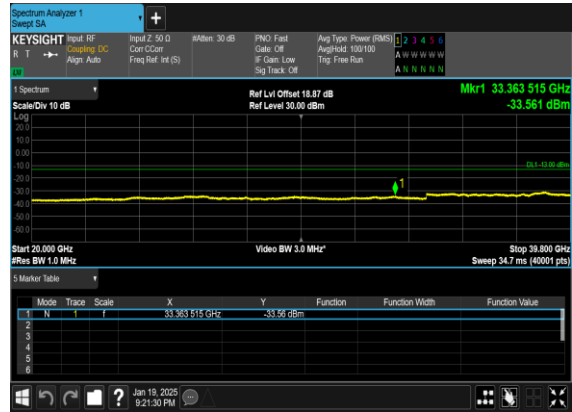 Spectrum Analyzer 1
Swept SA
+
KEYSIGHT Input: RF Input Z: 50 Ω #Atten: 30 dB PNO: Fast Avg Type: Power (RMS) 1 2 3 4 5 6
R T Coupling: DC Corr CCorr Gate: Off Avg|Hold: 100/100 A W W W W W
Align: Auto Freq Ref: Int (S) IF Gain: Low Trig: Free Run
Sig Track: Off A N N N N N
1 Spectrum Ref Lvl Offset 18.87 dB Mkr1 33.363 515 GHz
Scale/Div 10 dB Ref Level 30.00 dBm -33.561 dBm
Log
20.0
10.0
0.00
-10.0 DL1 -13.00 dBm
-20.0
-30.0 1
-40.0
-50.0
-60.0
Start 20.000 GHz Video BW 3.0 MHz* Stop 39.800 GHz
#Res BW 1.0 MHz Sweep 34.7 ms (40001 pts)
5 Marker Table
Mode Trace Scale X Y Function Function Width Function Value
1 N 1 f 33.363 515 GHz -33.56 dBm
2
3
4
5
6
? Jan 19, 2025
9:21:30 PM